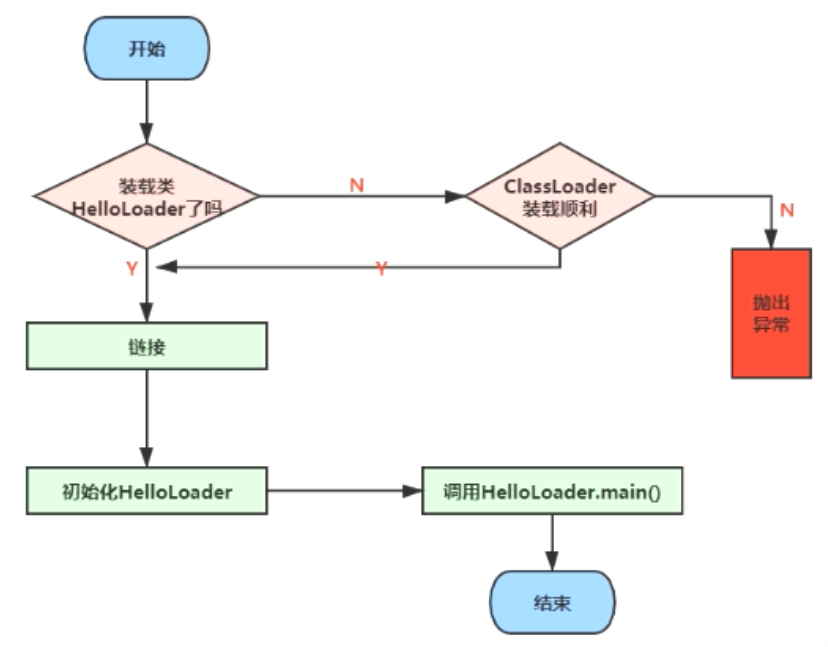 开始
装载类
HelloLoader了吗
N
ClassLoader
装载顺利
N
Y
Y
抛出
异常
链接
初始化HelloLoader
调用HelloLoader.main()
结束